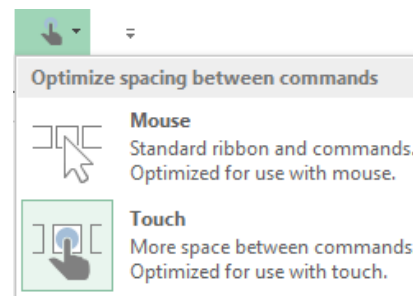 Optimize spacing between commands
Mouse
Standard ribbon and commands.
Optimized for use with mouse.
Touch
More space between commands
Optimized for use with touch.